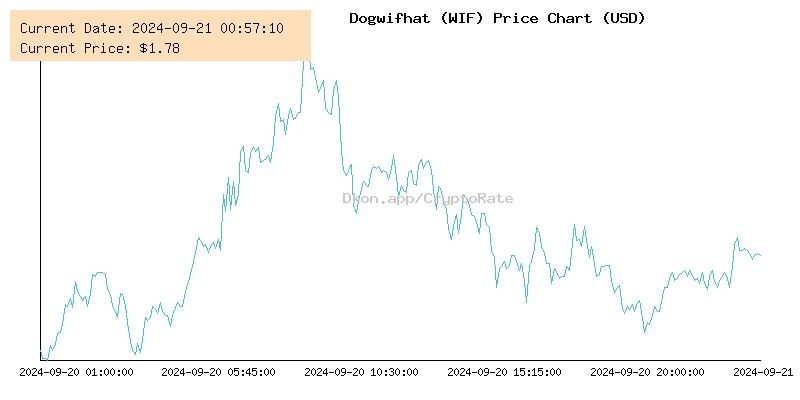 Dogwifhat (WIF) Price Chart (USD)
Current Date: 2024-09-21 00:57:10
Current Price: $1.78
Dkon.app/CryptoRate
2024-09-20 01:00:00 2024-09-20 05:45:00 2024-09-20 10:30:00 2024-09-20 15:15:00 2024-09-20 20:00:00 2024-09-21